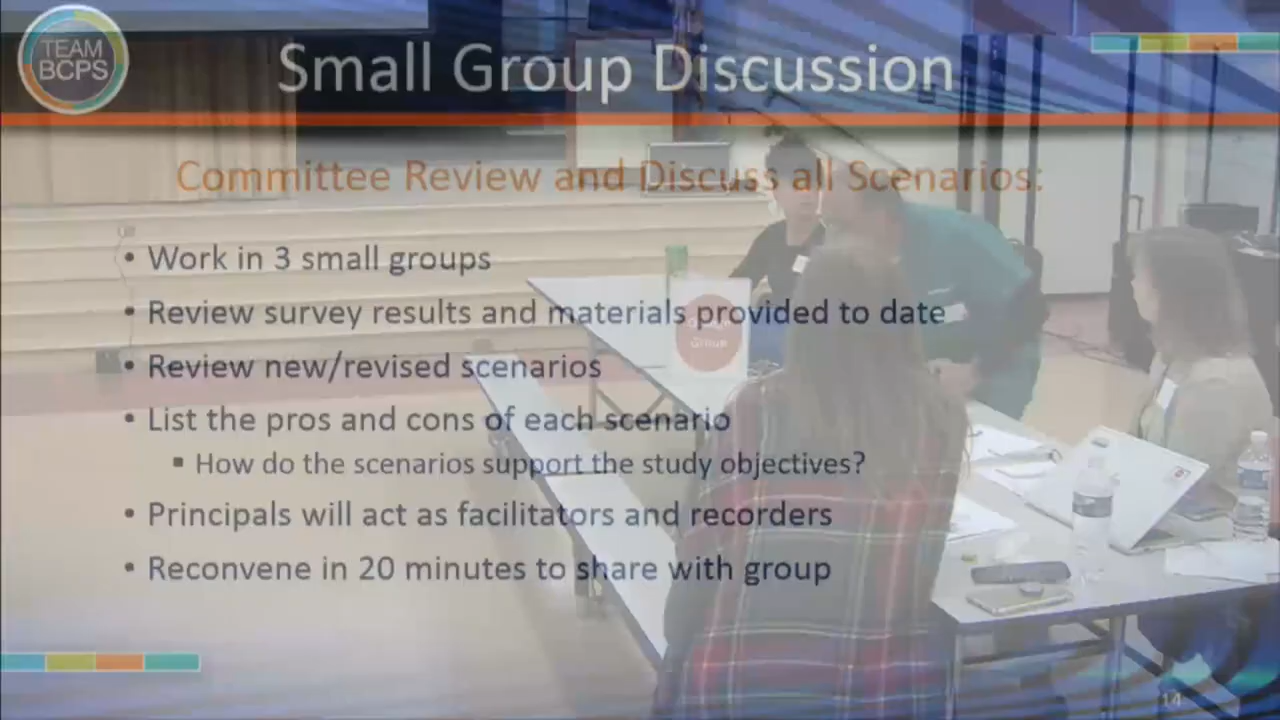 TEAM
BCPS
Small Group Discussion
Committee Review and Discuss all Scenarios:
• Work in 3 small groups
• Review survey results and materials provided to date
• Review new/revised scenarios
• List the pros and cons of each scenario
▪ How do the scenarios support the study objectives?
• Principals will act as facilitators and recorders
• Reconvene in 20 minutes to share with group
Group
14